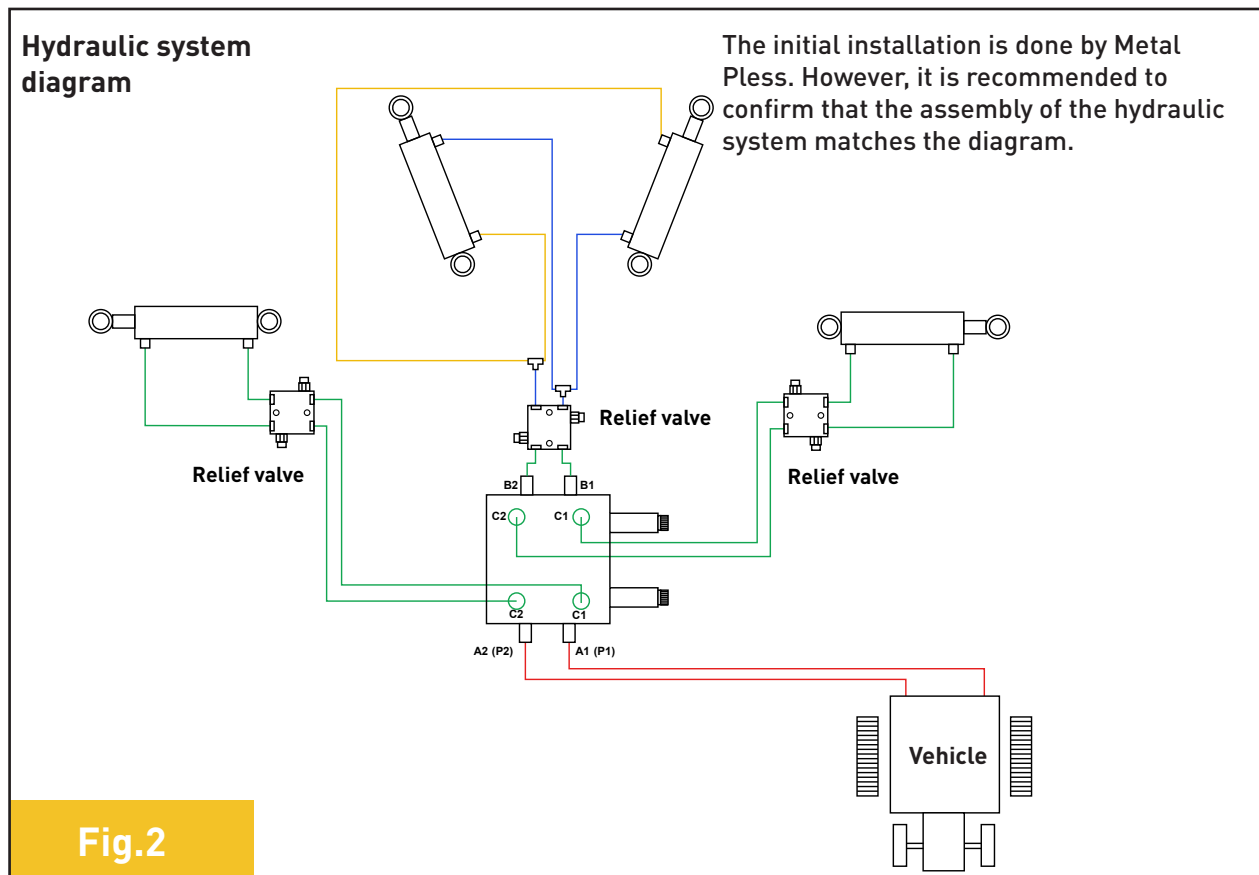 Hydraulic system
diagram
The initial installation is done by Metal
Pless. However, it is recommended to
confirm that the assembly of the hydraulic
system matches the diagram.
Relief valve
Relief valve
Relief valve
B2
B1
C2
C1
C2
C1
A2 (P2)
A1 (P1)
Vehicle
Fig.2